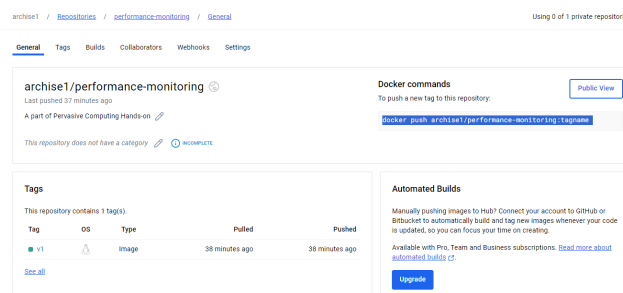 archise1 / Repositories / performance-monitoring / General
Using 0 of 1 private repositor
General Tags Builds Collaborators Webhooks Settings
archise1/performance-monitoring
Last pushed 37 minutes ago
A part of Pervasive Computing Hands-on
This repository does not have a category INCOMPLETE
Docker commands
Public View
To push a new tag to this repository:
docker push archise1/performance-monitoring:tagname
Tags
This repository contains 1 tag(s).
Tag OS Type Pulled Pushed
v1 Image 38 minutes ago 38 minutes ago
See all
Automated Builds
Manually pushing images to Hub? Connect your account to GitHub or
Bitbucket to automatically build and tag new images whenever your code
is updated, so you can focus your time on creating.
Available with Pro, Team and Business subscriptions. Read more about
automated builds
Upgrade